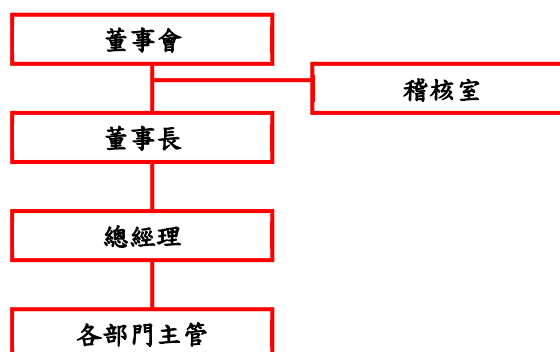 董事會
稽核室
董事長
總經理
各部門主管